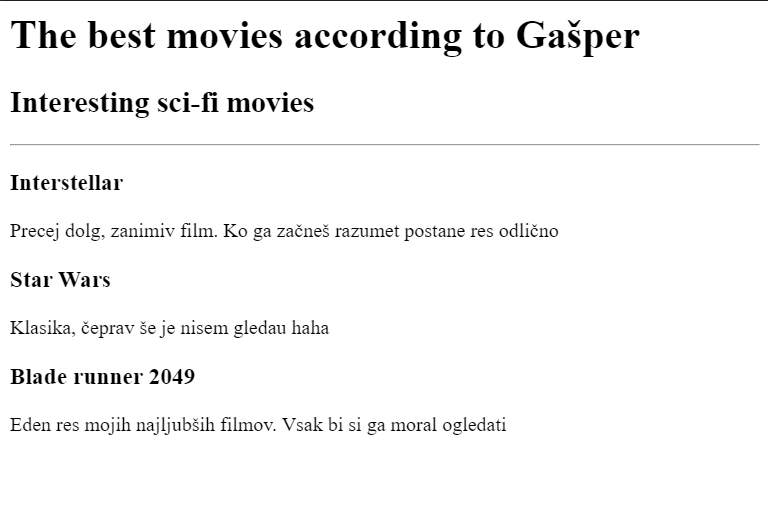 The best movies according to Gašper
Interesting sci-fi movies
Interstellar
Precej dolg, zanimiv film. Ko ga začneš razumet postane res odlično
Star Wars
Klasika, čeprav še je nisem gledau haha
Blade runner 2049
Eden res mojih najljubših filmov. Vsak bi si ga moral ogledati